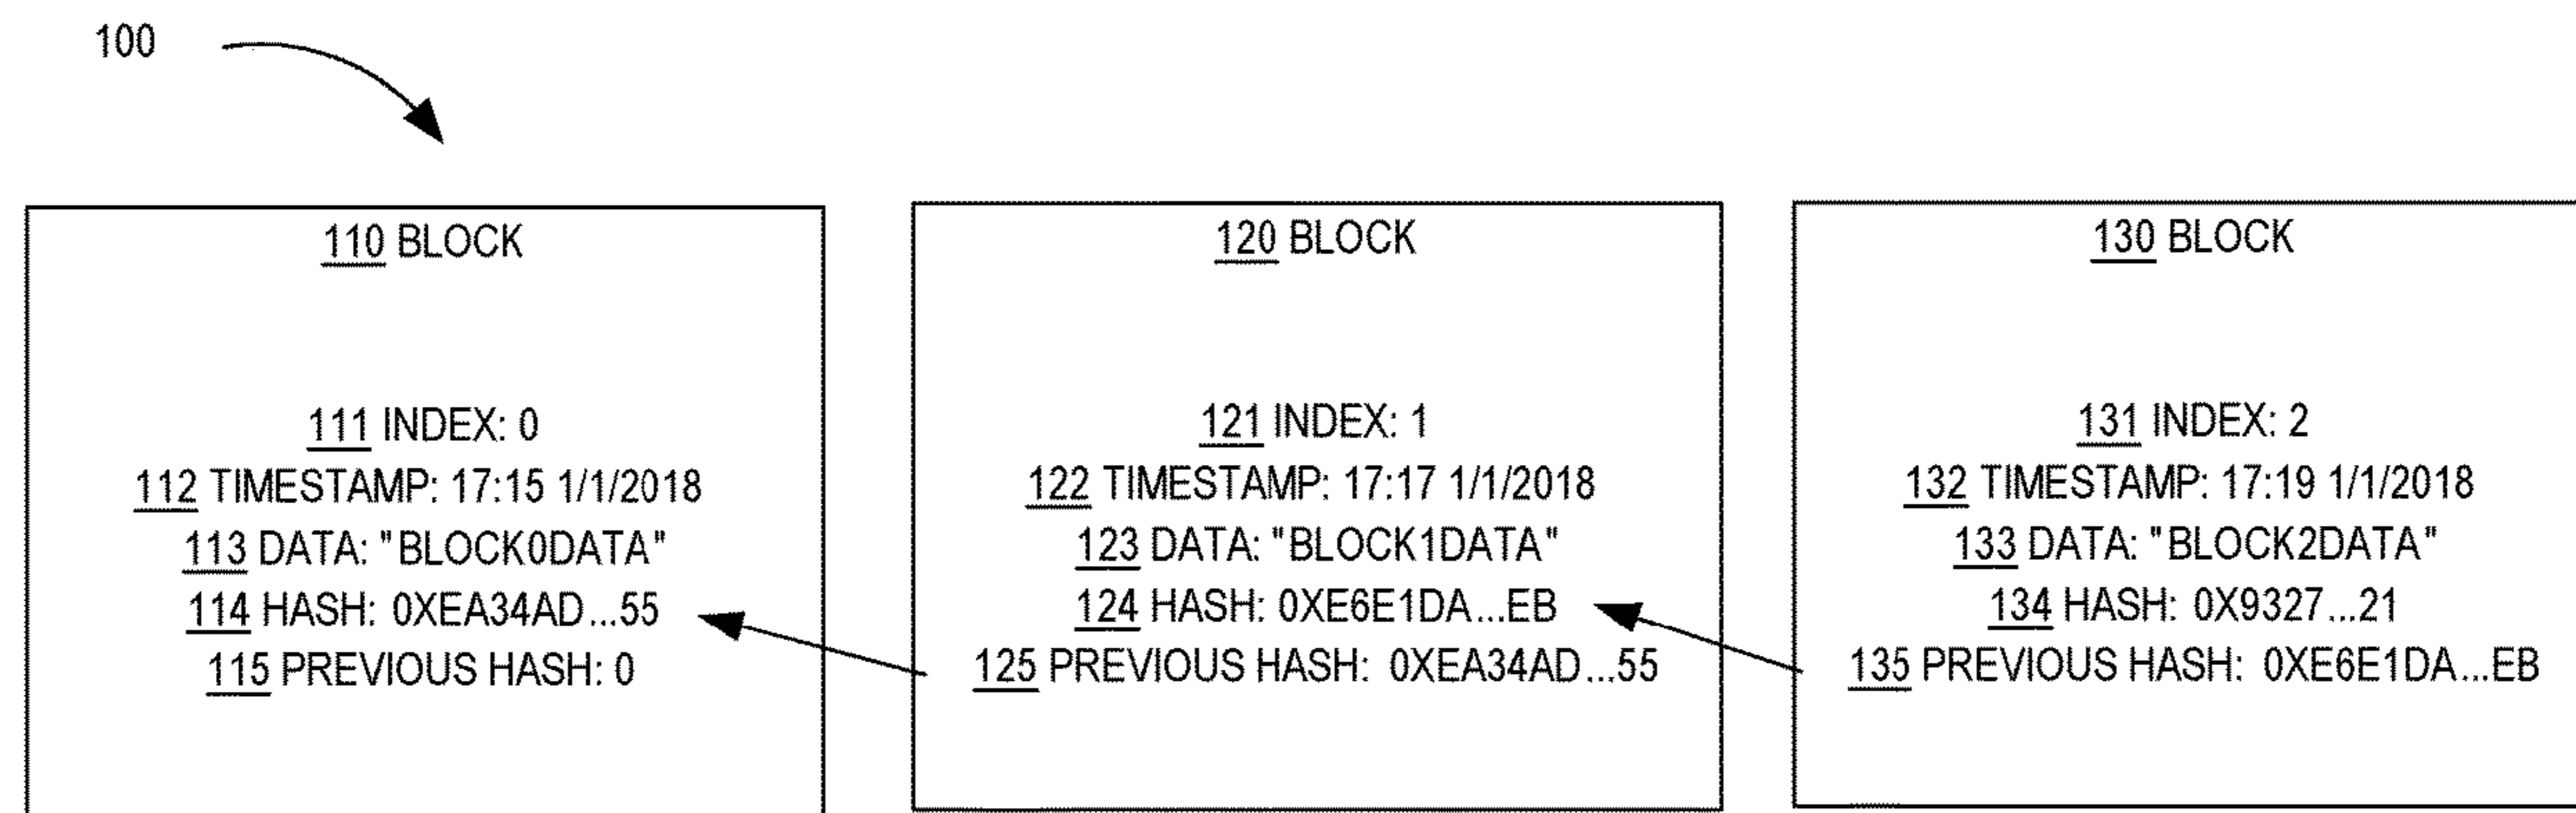 100
110 BLOCK
111 INDEX: 0
112 TIMESTAMP: 17:15 1/1/2018
113 DATA: "BLOCK0DATA"
114 HASH: 0XEA34AD...55
115 PREVIOUS HASH: 0
120 BLOCK
121 INDEX: 1
122 TIMESTAMP: 17:17 1/1/2018
123 DATA: "BLOCK1DATA"
124 HASH: 0XE6E1DA...EB
125 PREVIOUS HASH: 0XEA34AD...55
130 BLOCK
131 INDEX: 2
132 TIMESTAMP: 17:19 1/1/2018
133 DATA: "BLOCK2DATA"
134 HASH: 0X9327...21
135 PREVIOUS HASH: 0XE6E1DA...EB